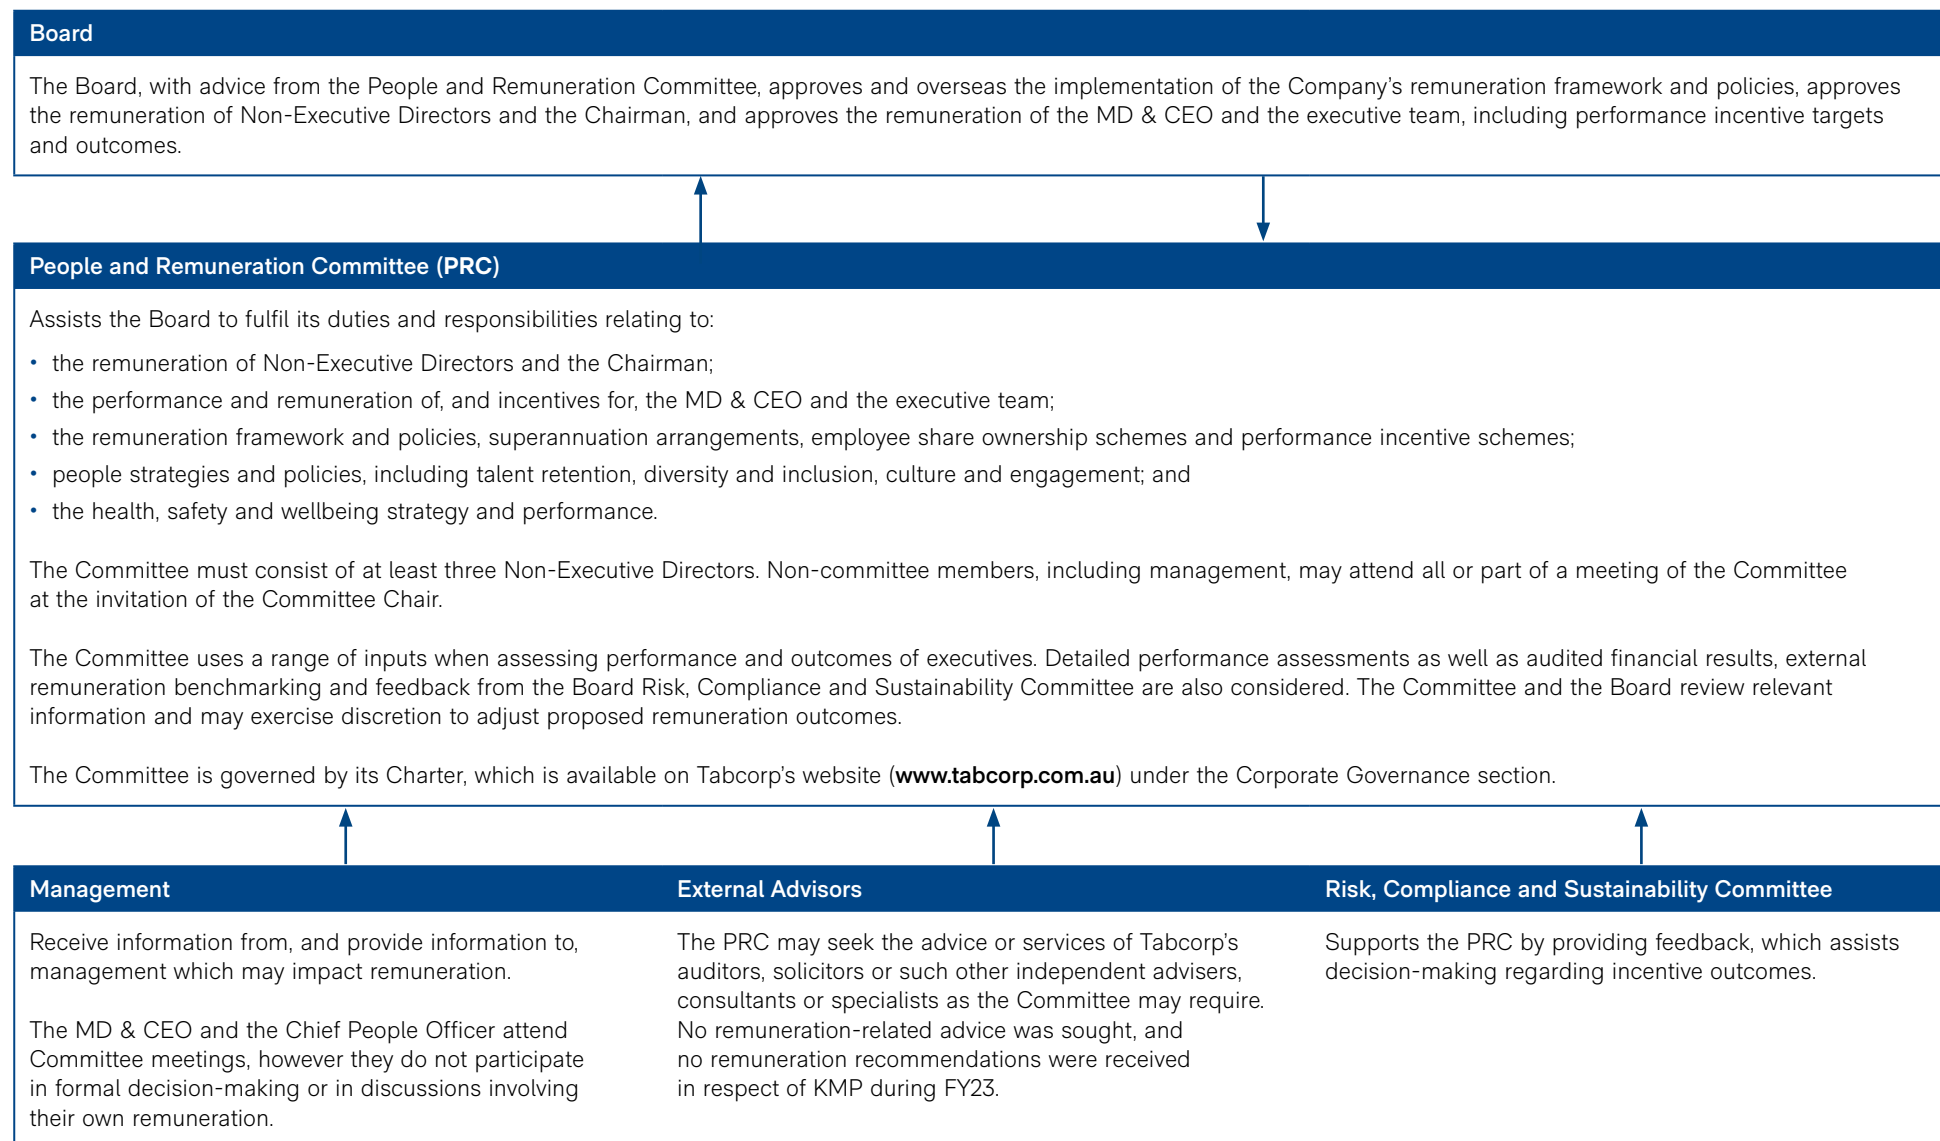 Board
The Board, with advice from the People and Remuneration Committee, approves and overseas the implementation of the Company's remuneration framework and policies, approves
the remuneration of Non-Executive Directors and the Chairman, and approves the remuneration of the MD & CEO and the executive team, including performance incentive targets
and outcomes.
People and Remuneration Committee (PRC)
Assists the Board to fulfil its duties and responsibilities relating to:
• the remuneration of Non-Executive Directors and the Chairman;
• the performance and remuneration of, and incentives for, the MD & CEO and the executive team;
• the remuneration framework and policies, superannuation arrangements, employee share ownership schemes and performance incentive schemes;
• people strategies and policies, including talent retention, diversity and inclusion, culture and engagement; and
• the health, safety and wellbeing strategy and performance.
The Committee must consist of at least three Non-Executive Directors. Non-committee members, including management, may attend all or part of a meeting of the Committee
at the invitation of the Committee Chair.
The Committee uses a range of inputs when assessing performance and outcomes of executives. Detailed performance assessments as well as audited financial results, external
remuneration benchmarking and feedback from the Board Risk, Compliance and Sustainability Committee are also considered. The Committee and the Board review relevant
information and may exercise discretion to adjust proposed remuneration outcomes.
The Committee is governed by its Charter, which is available on Tabcorp's website (www.tabcorp.com.au) under the Corporate Governance section.
Management
Receive information from, and provide information to,
management which may impact remuneration.
The MD & CEO and the Chief People Officer attend
Committee meetings, however they do not participate
in formal decision-making or in discussions involving
their own remuneration.
External Advisors
The PRC may seek the advice or services of Tabcorp's
auditors, solicitors or such other independent advisers,
consultants or specialists as the Committee may require.
No remuneration-related advice was sought, and
no remuneration recommendations were received
in respect of KMP during FY23.
Risk, Compliance and Sustainability Committee
Supports the PRC by providing feedback, which assists
decision-making regarding incentive outcomes.